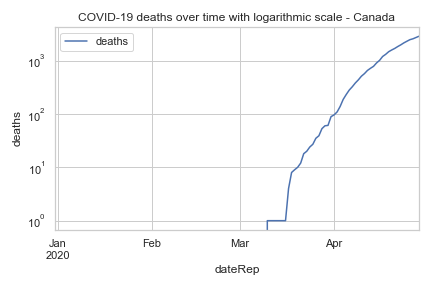 COVID-19 deaths over time with logarithmic scale - Canada
deaths
10³
10²
10¹
10⁰
deaths
Jan
2020
Feb
Mar
Apr
dateRep